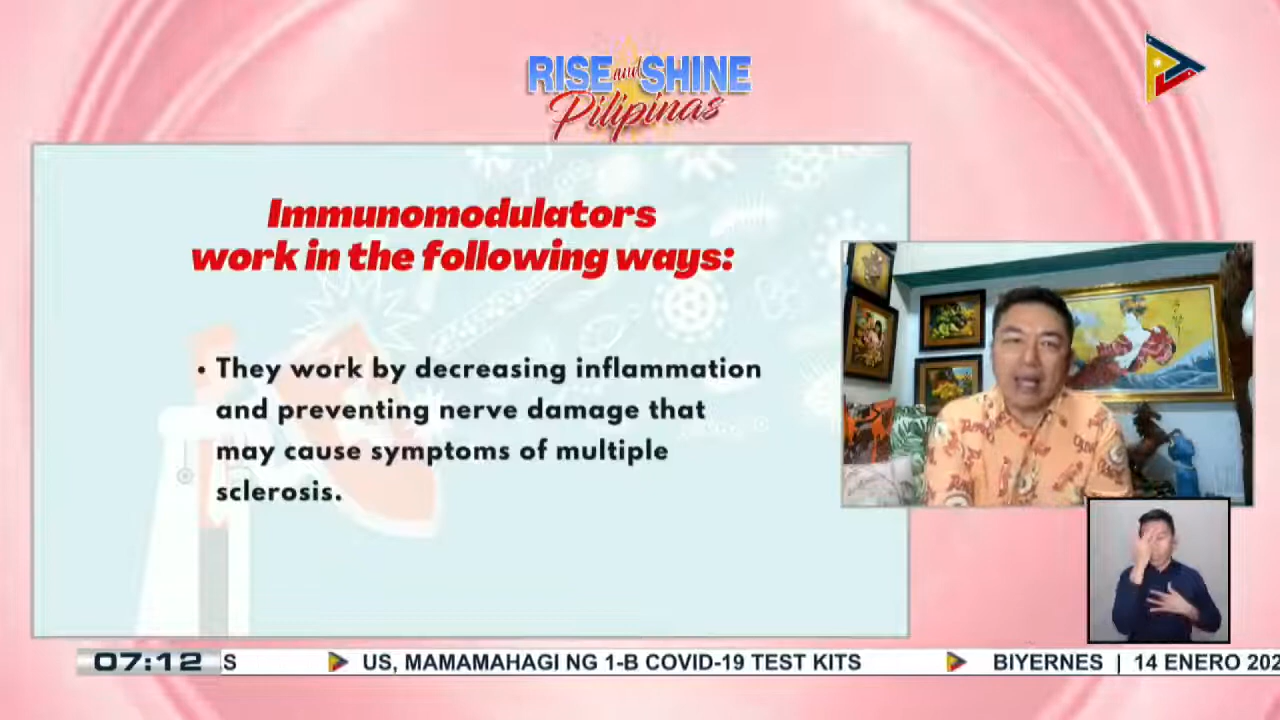 RISE and SHINE
Pilipinas
Immunomodulators
work in the following ways:
• They work by decreasing inflammation
and preventing nerve damage that
may cause symptoms of multiple
sclerosis.
07:12 S US, MAMAMAHAGI NG 1-B COVID-19 TEST KITS BIYERNES | 14 ENERO 202